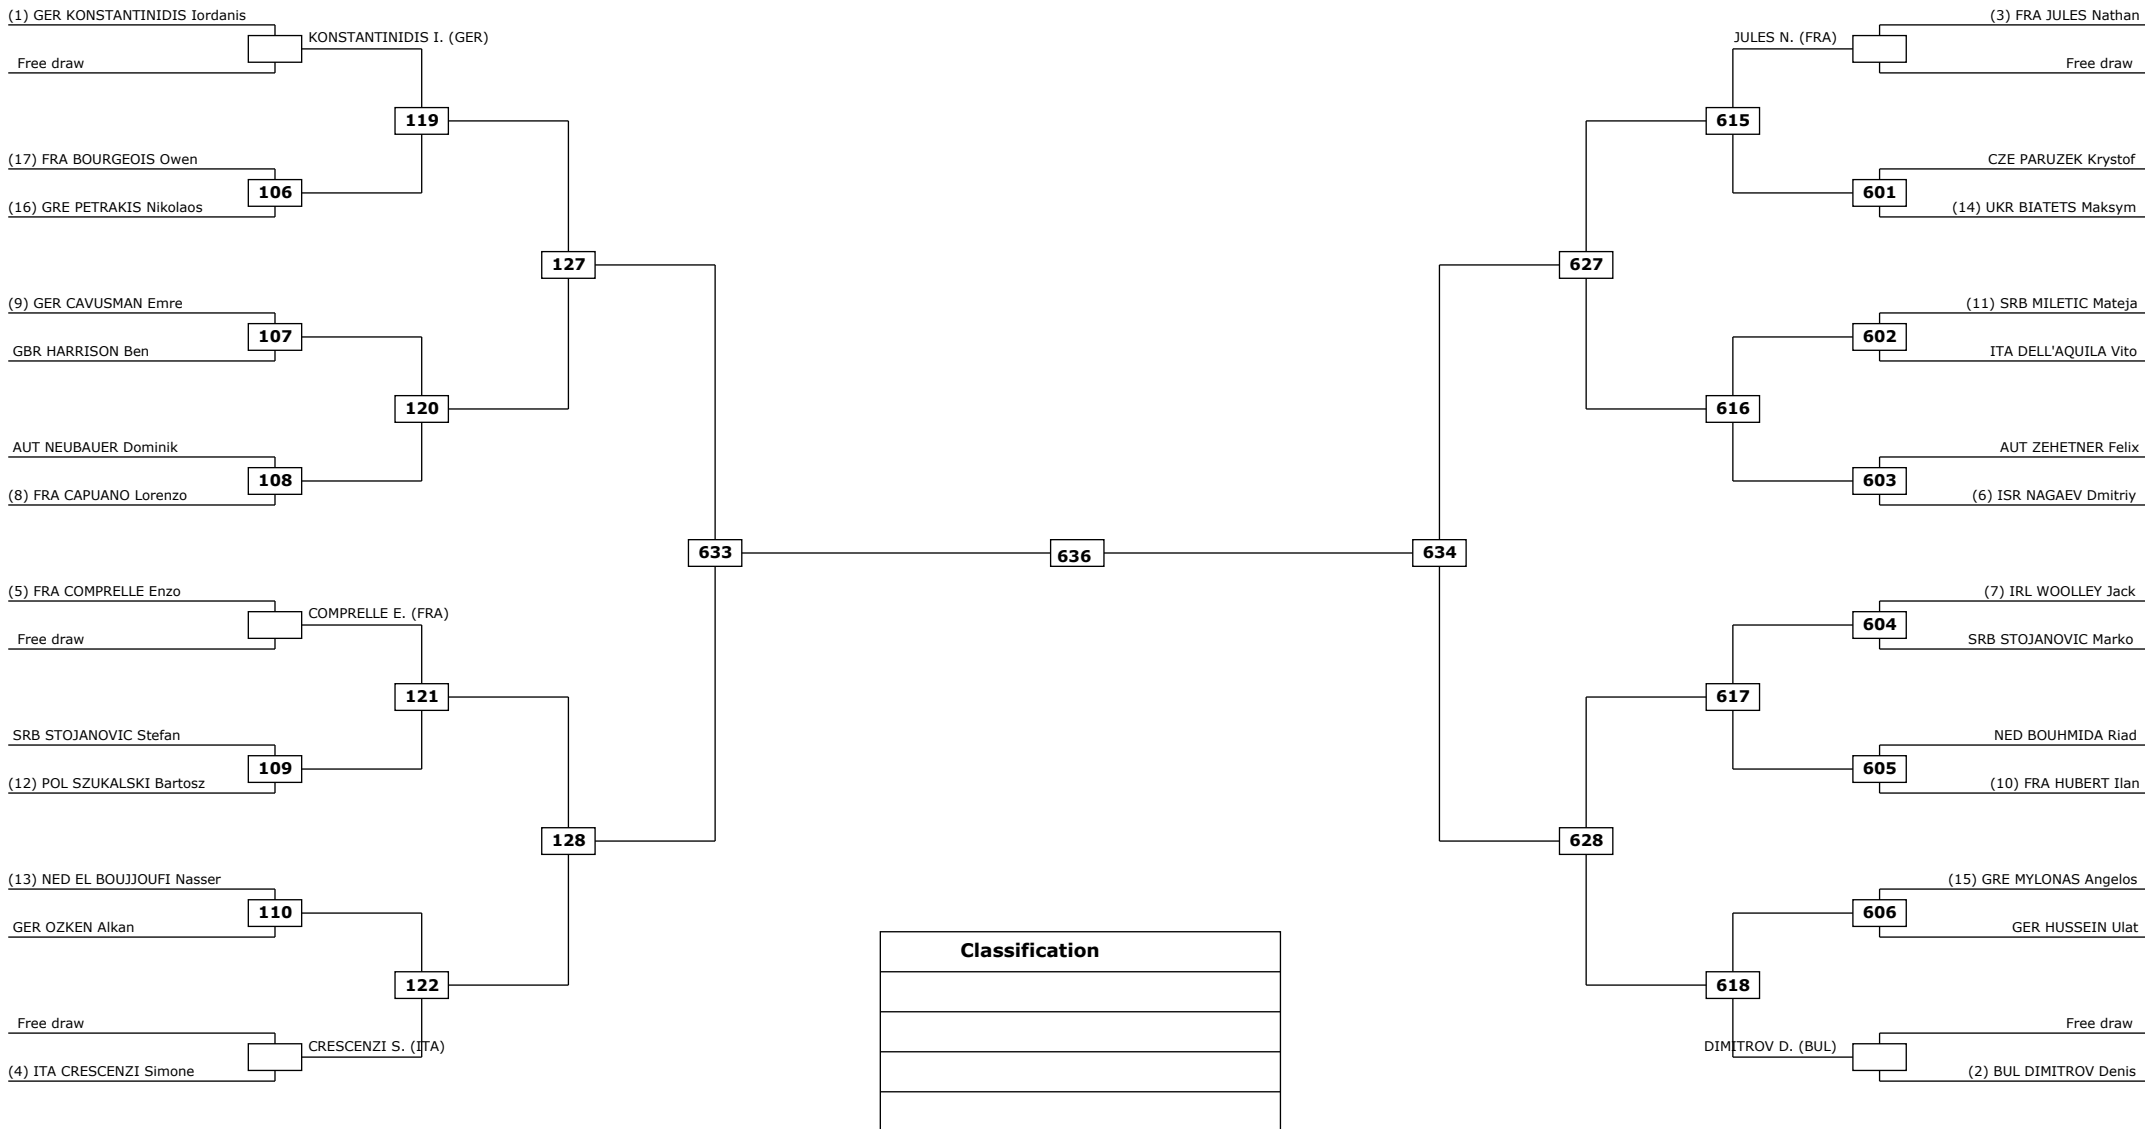 (1) GER KONSTANTINIDIS Iordanis
KONSTANTINIDIS I. (GER)
Free draw
119
(17) FRA BOURGEOIS Owen
106
(16) GRE PETRAKIS Nikolaos
127
(9) GER CAVUSMAN Emre
107
GBR HARRISON Ben
120
AUT NEUBAUER Dominik
108
(8) FRA CAPUANO Lorenzo
633
(5) FRA COMPRELLE Enzo
COMPRELLE E. (FRA)
Free draw
121
SRB STOJANOVIC Stefan
109
(12) POL SZUKALSKI Bartosz
128
(13) NED EL BOUJJOUFI Nasser
110
GER OZKEN Alkan
122
Free draw
CRESCENZI S. (ITA)
(4) ITA CRESCENZI Simone
636
Classification
(3) FRA JULES Nathan
JULES N. (FRA)
Free draw
615
CZE PARUZEK Krystof
601
(14) UKR BIATETS Maksym
627
(11) SRB MILETIC Mateja
602
ITA DELL'AQUILA Vito
616
AUT ZEHETNER Felix
603
(6) ISR NAGAEV Dmitriy
634
(7) IRL WOOLLEY Jack
604
SRB STOJANOVIC Marko
617
NED BOUHMIDA Riad
605
(10) FRA HUBERT Ilan
628
(15) GRE MYLONAS Angelos
606
GER HUSSEIN Ulat
618
Free draw
DIMITROV D. (BUL)
(2) BUL DIMITROV Denis